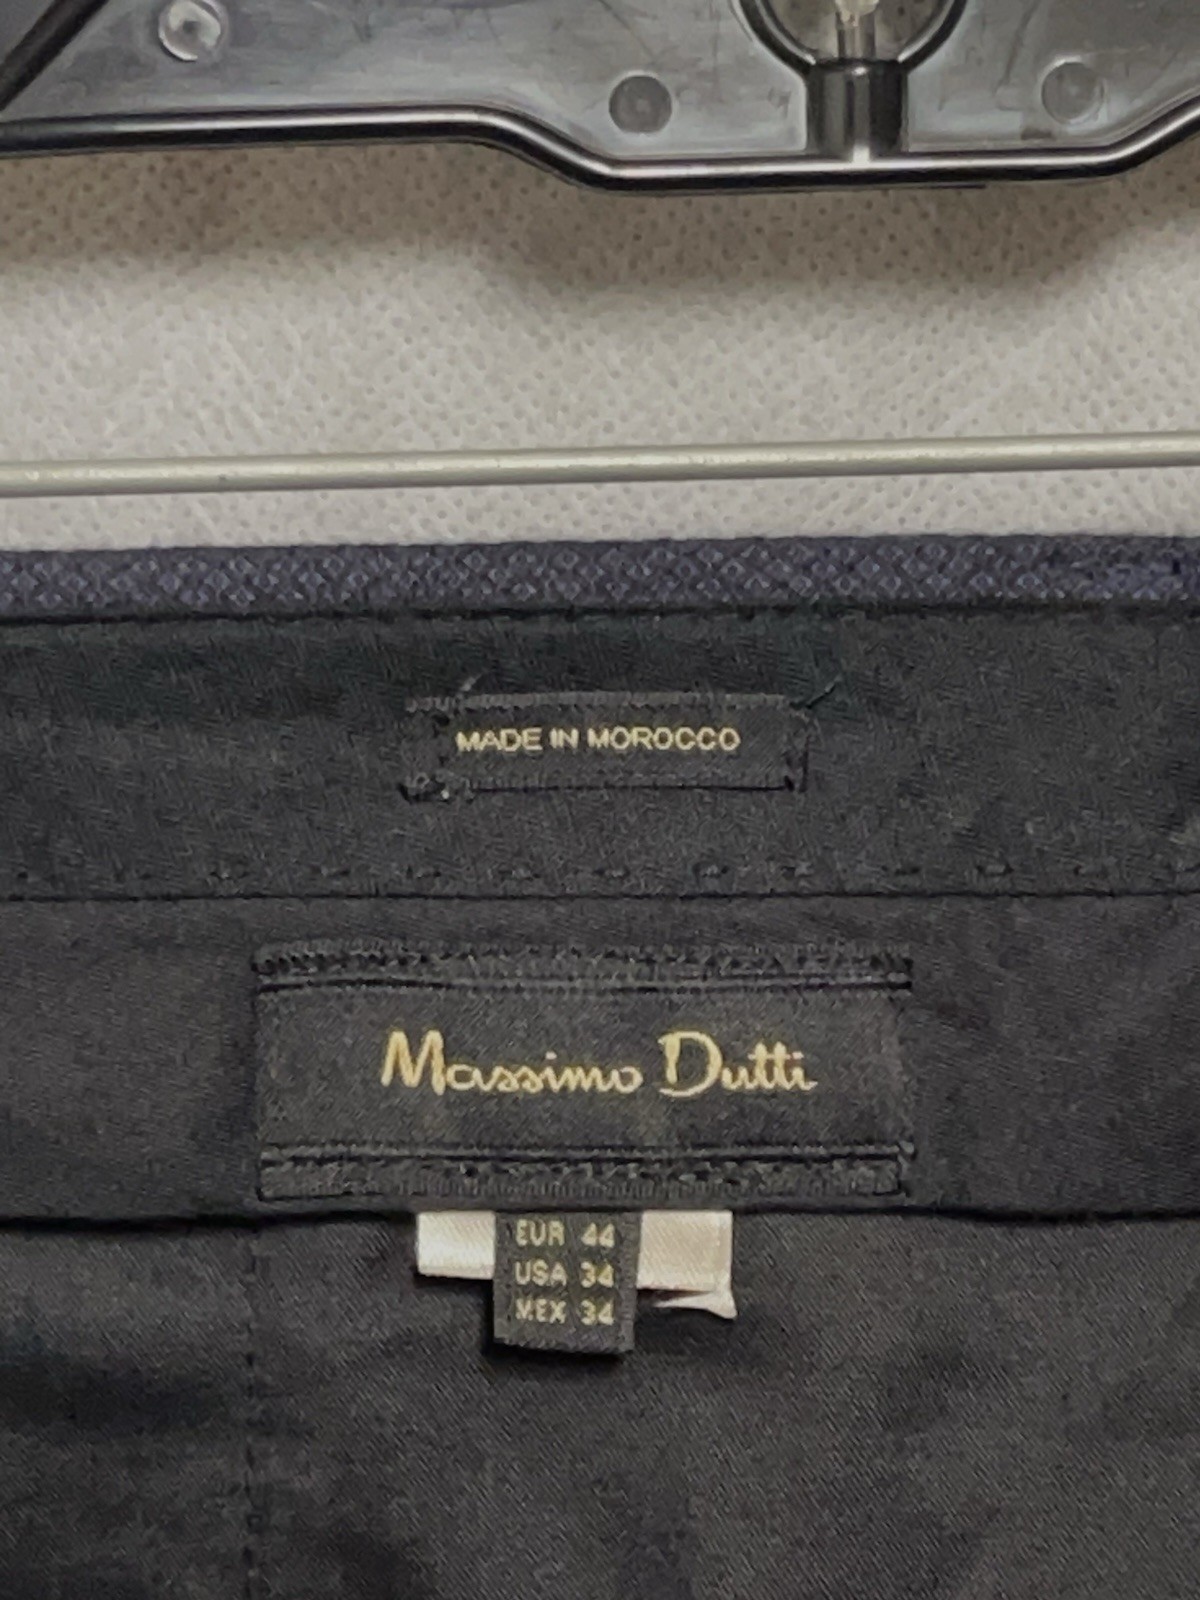 MADE IN MOROCCO
Massimo Dutti
EUR 44
USA 34
MEX 34